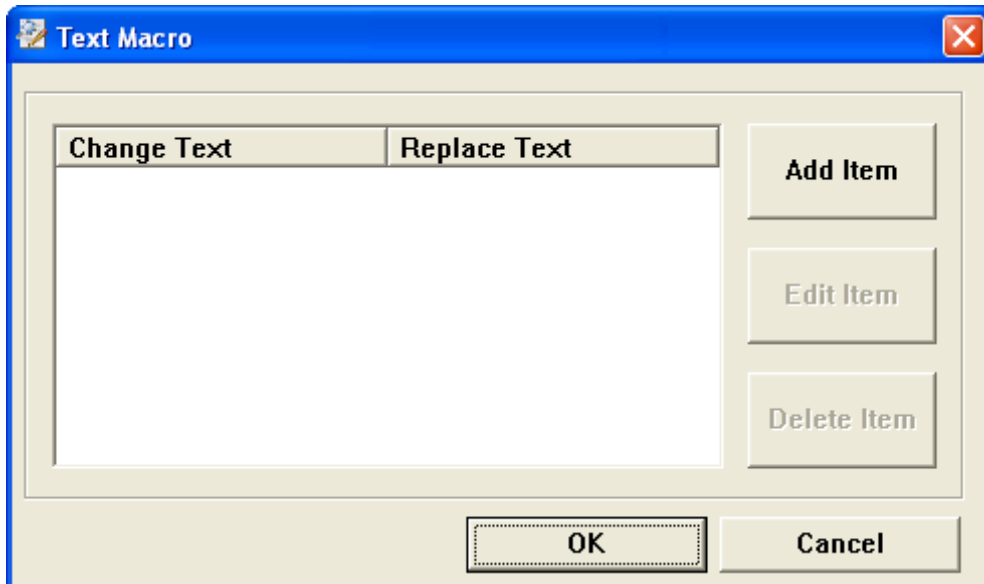 Text Macro
Change Text Replace Text
Add Item
Edit Item
Delete Item
OK Cancel